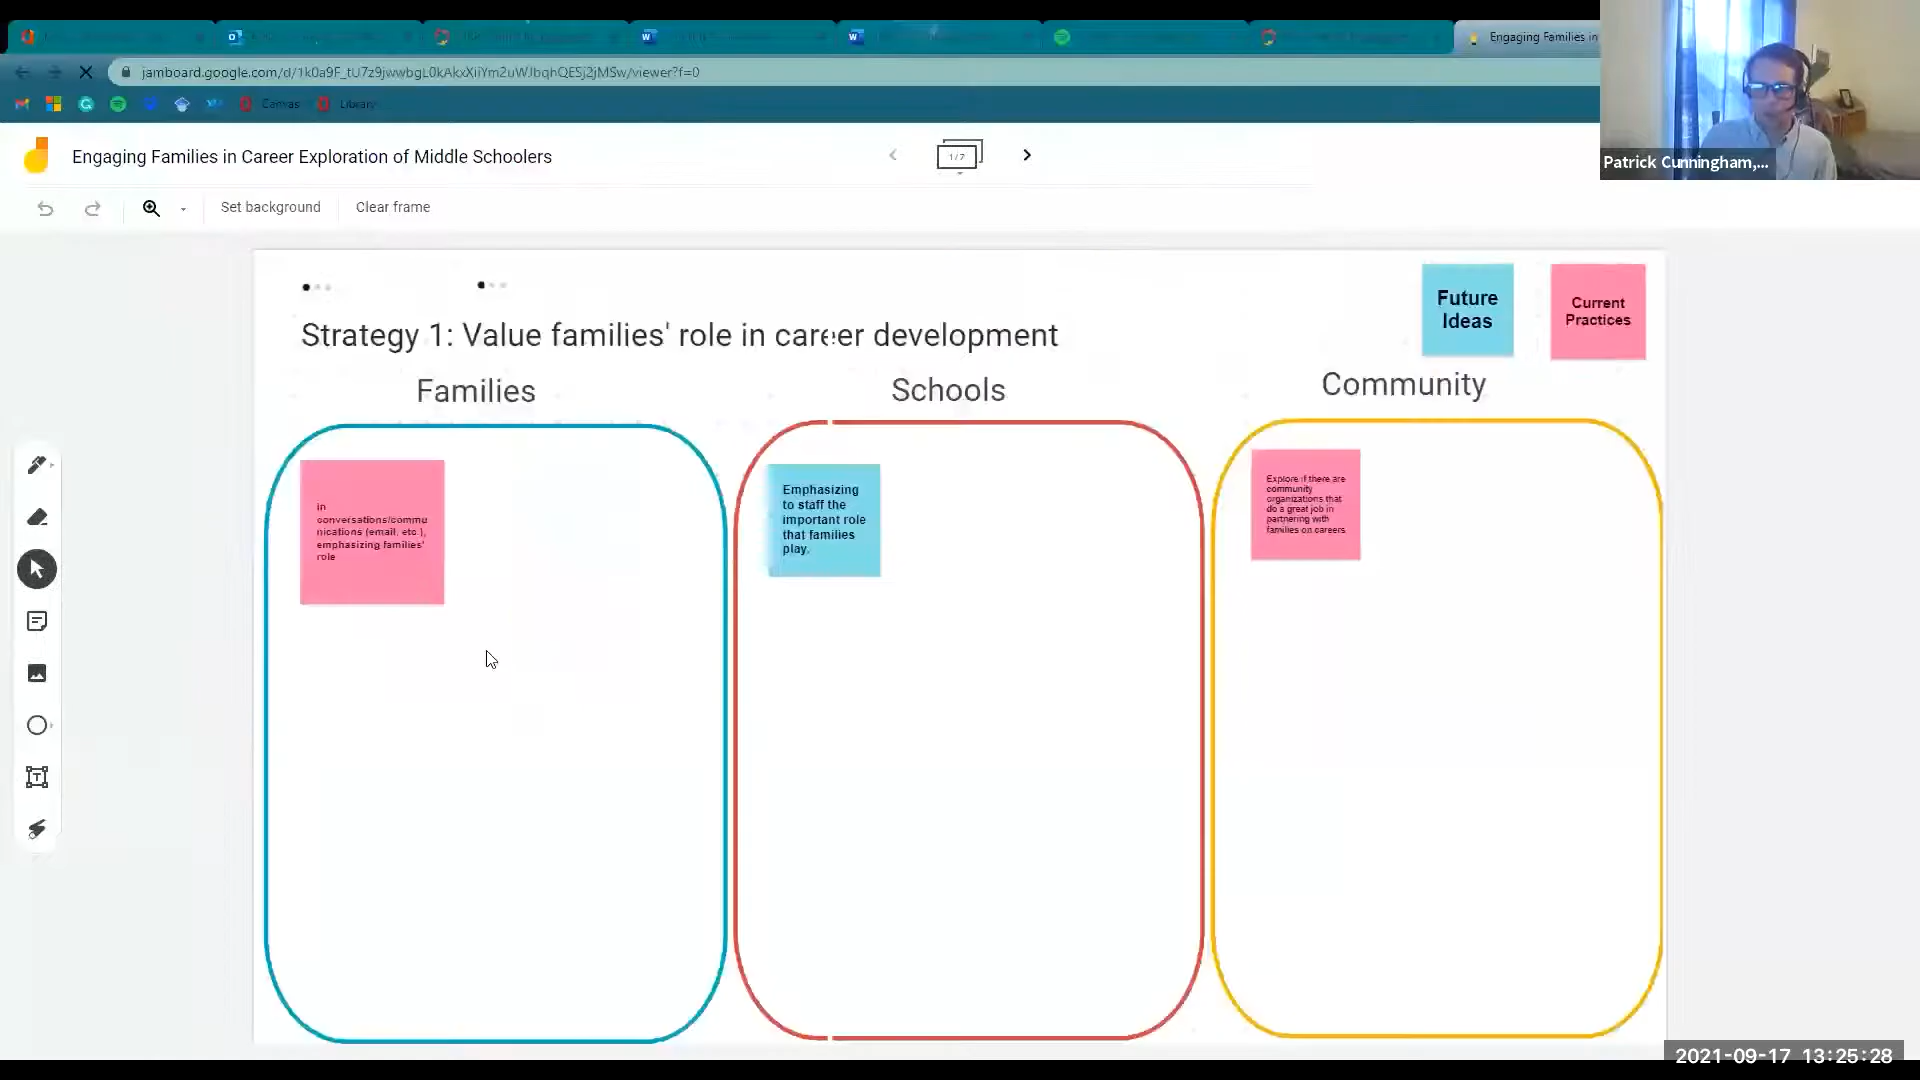 Engaging Families in
jamboard.google.com/d/1k0a9F_tU7z9jwwbgL0kAkxXiiYm2uWJbqhQESj2jMSw/viewer?f=0
Canvas
Library
Engaging Families in Career Exploration of Middle Schoolers
1/7
Patrick Cunningham,...
Set background
Clear frame
Future
Ideas
Current
Practices
Strategy 1: Value families' role in career development
Families
Schools
Community
In
conversations/commu
nications (email, etc.),
emphasizing families'
role
Emphasizing
to staff the
important role
that families
play.
Explore if there are
community
organizations that
do a great job in
partnering with
families on careers
2021-09-17 13:25:28